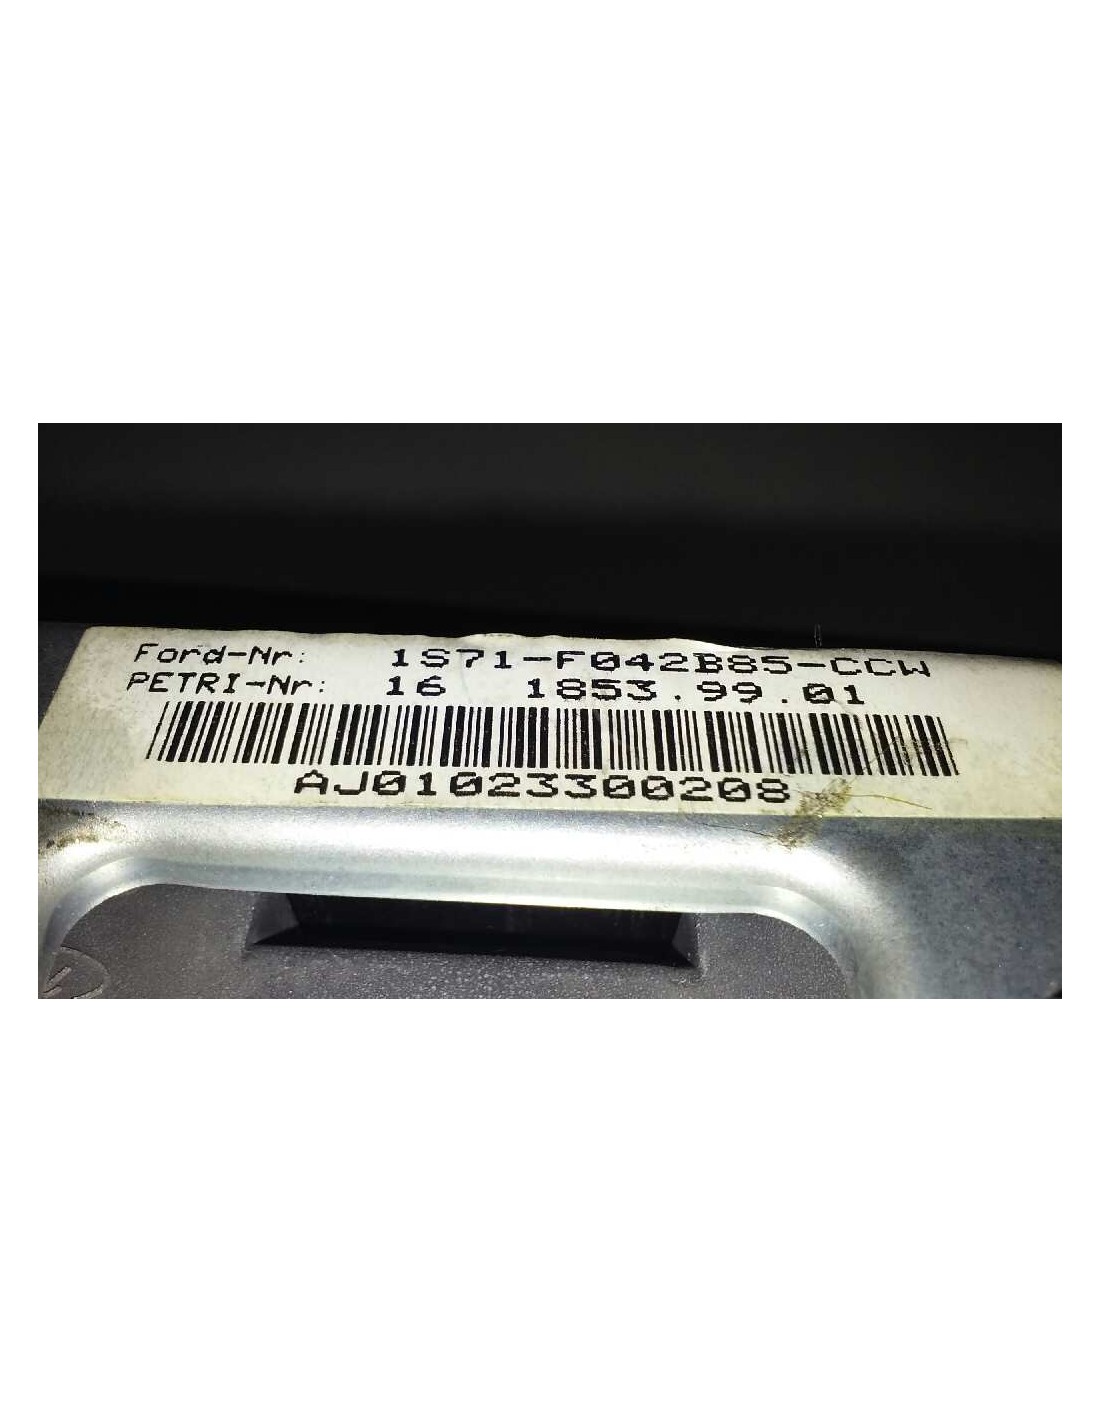 Ford-Nr: 1S71-F042B85-CCW
PETRI-Nr: 16 1853.99.01
AJ01023300208